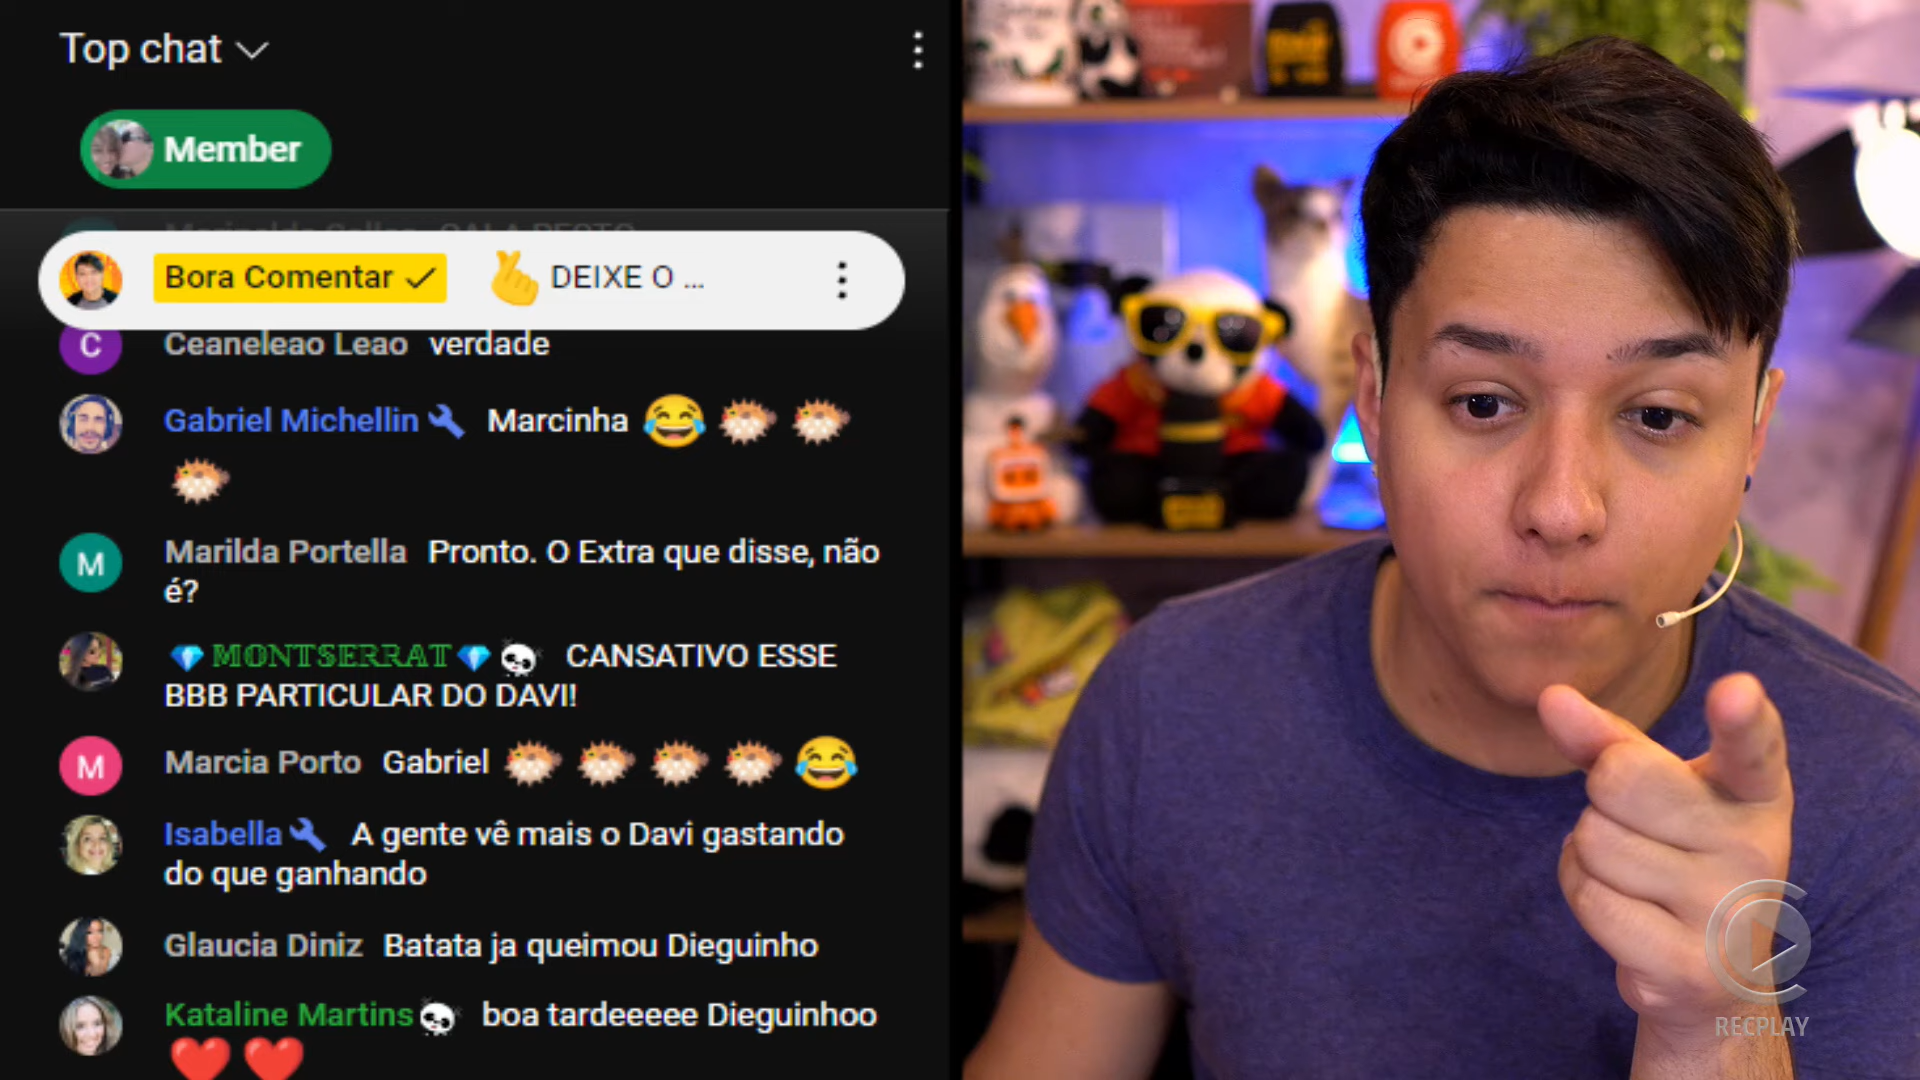 Top chat
Member
Bora Comentar DEIXE O ...
Ceaneleao Leao verdade
Gabriel Michellin Marcinha 😂 🐡 🐡
🐡
Marilda Portella Pronto. O Extra que disse, não
é?
💎MONTSERRAT💎 CANSATIVO ESSE
BBB PARTICULAR DO DAVI!
Marcia Porto Gabriel 🐡 🐡 🐡 🐡 😂
Isabella A gente vê mais o Davi gastando
do que ganhando
Glaucia Diniz Batata ja queimou Dieguinho
Kataline Martins boa tardeeeee Dieguinhoo
❤️ ❤️
C
M
M
RECPLAY